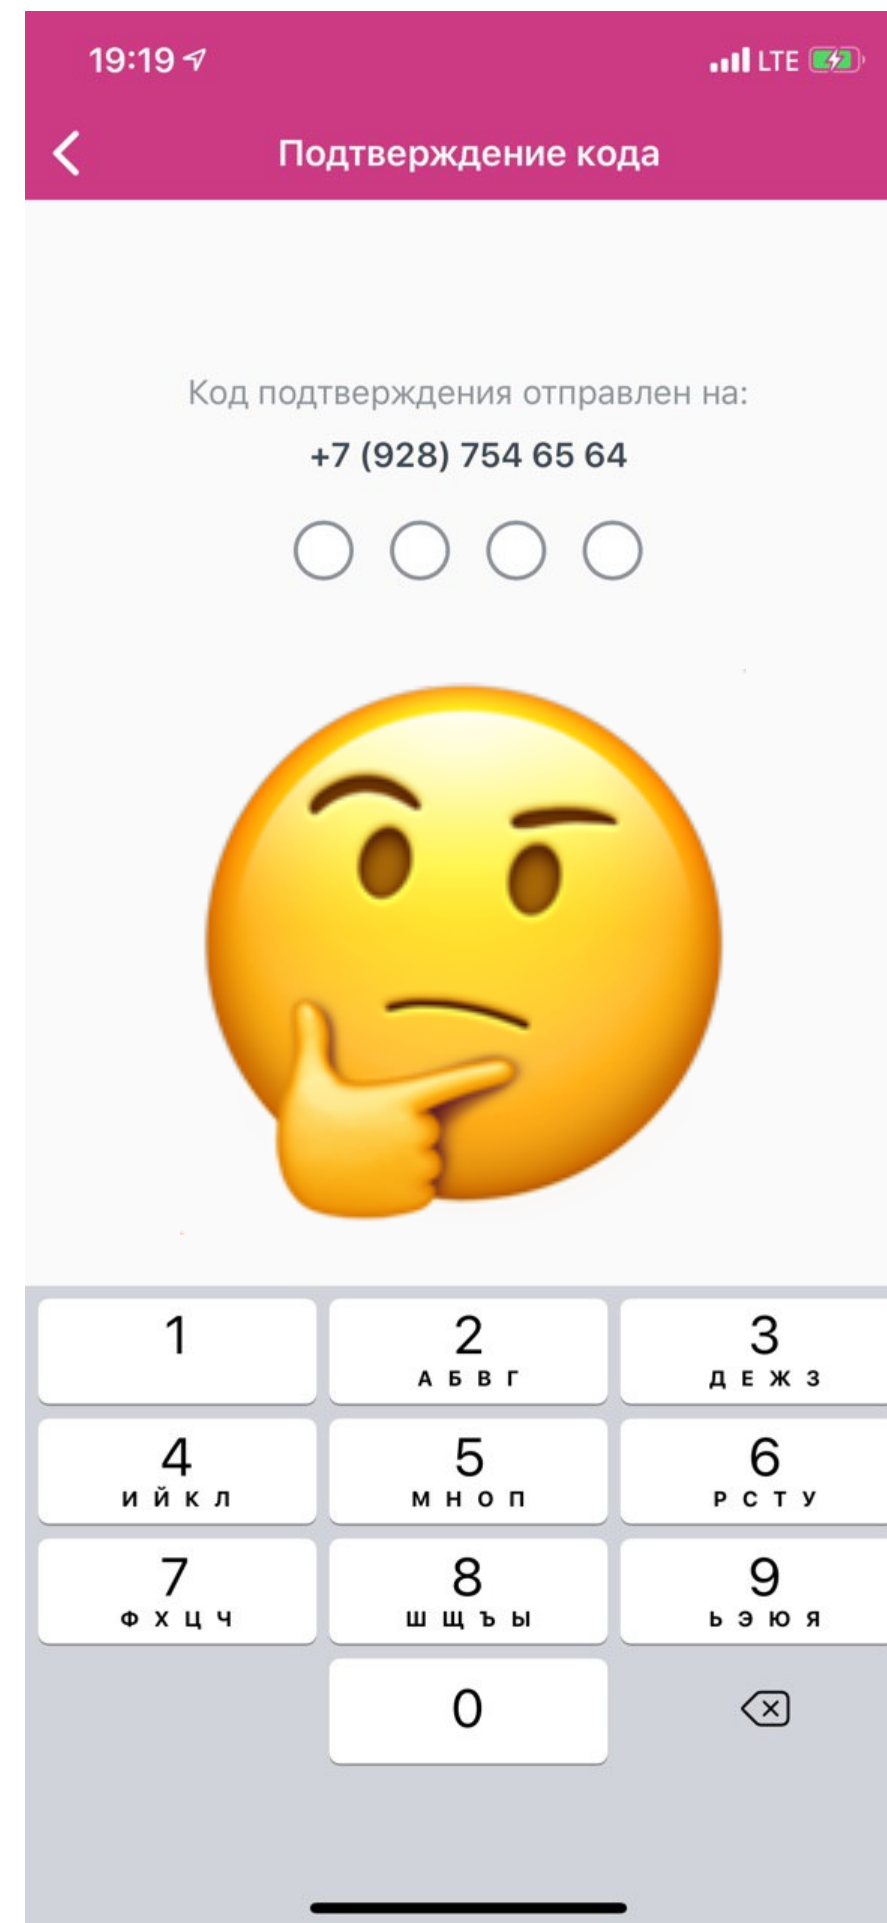 19:19 LTE
Подтверждение кода
Код подтверждения отправлен на:
+7 (928) 754 65 64
1 2 3
А Б В Г Д Е Ж З
4 5 6
И Й К Л М Н О П Р С Т У
7 8 9
Ф Х Ц Ч Ш Щ Ъ Ы Ь Э Ю Я
0